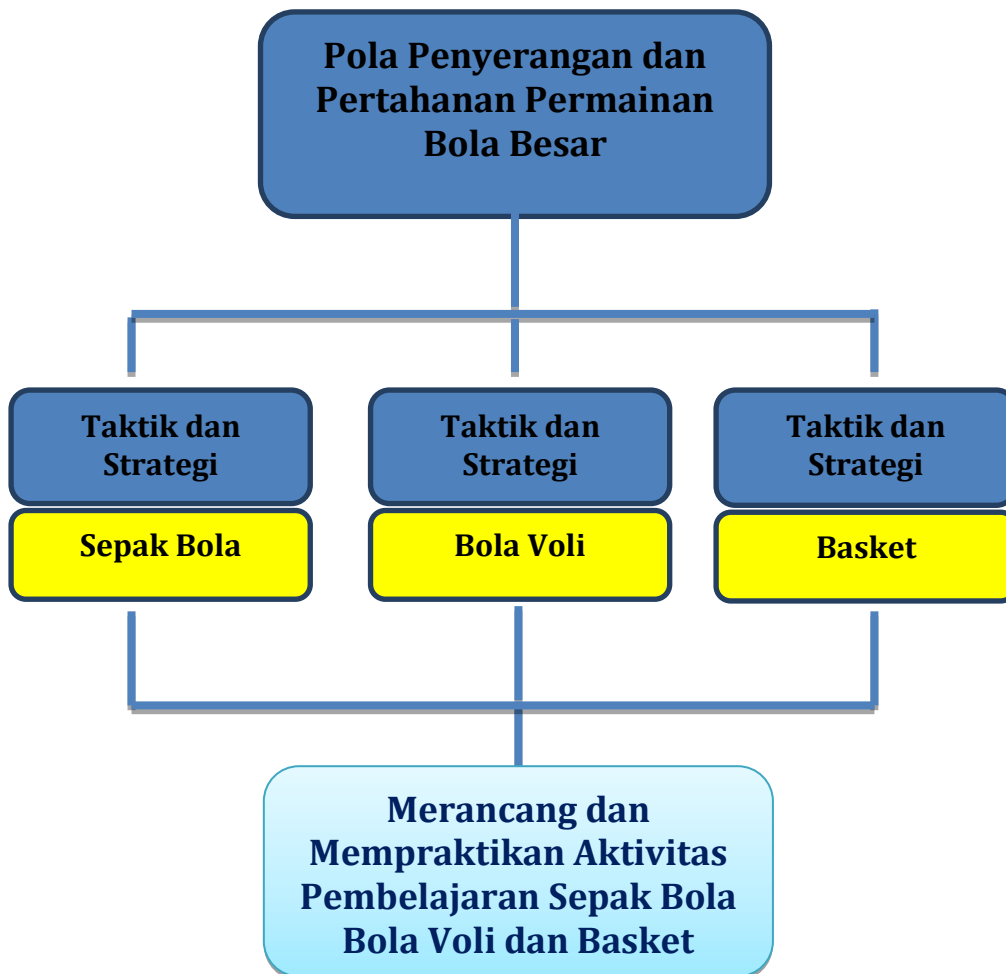 Pola Penyerangan dan
Pertahanan Permainan
Bola Besar
Taktik dan
Strategi
Sepak Bola
Taktik dan
Strategi
Bola Voli
Taktik dan
Strategi
Basket
Merancang dan
Mempraktikan Aktivitas
Pembelajaran Sepak Bola
Bola Voli dan Basket